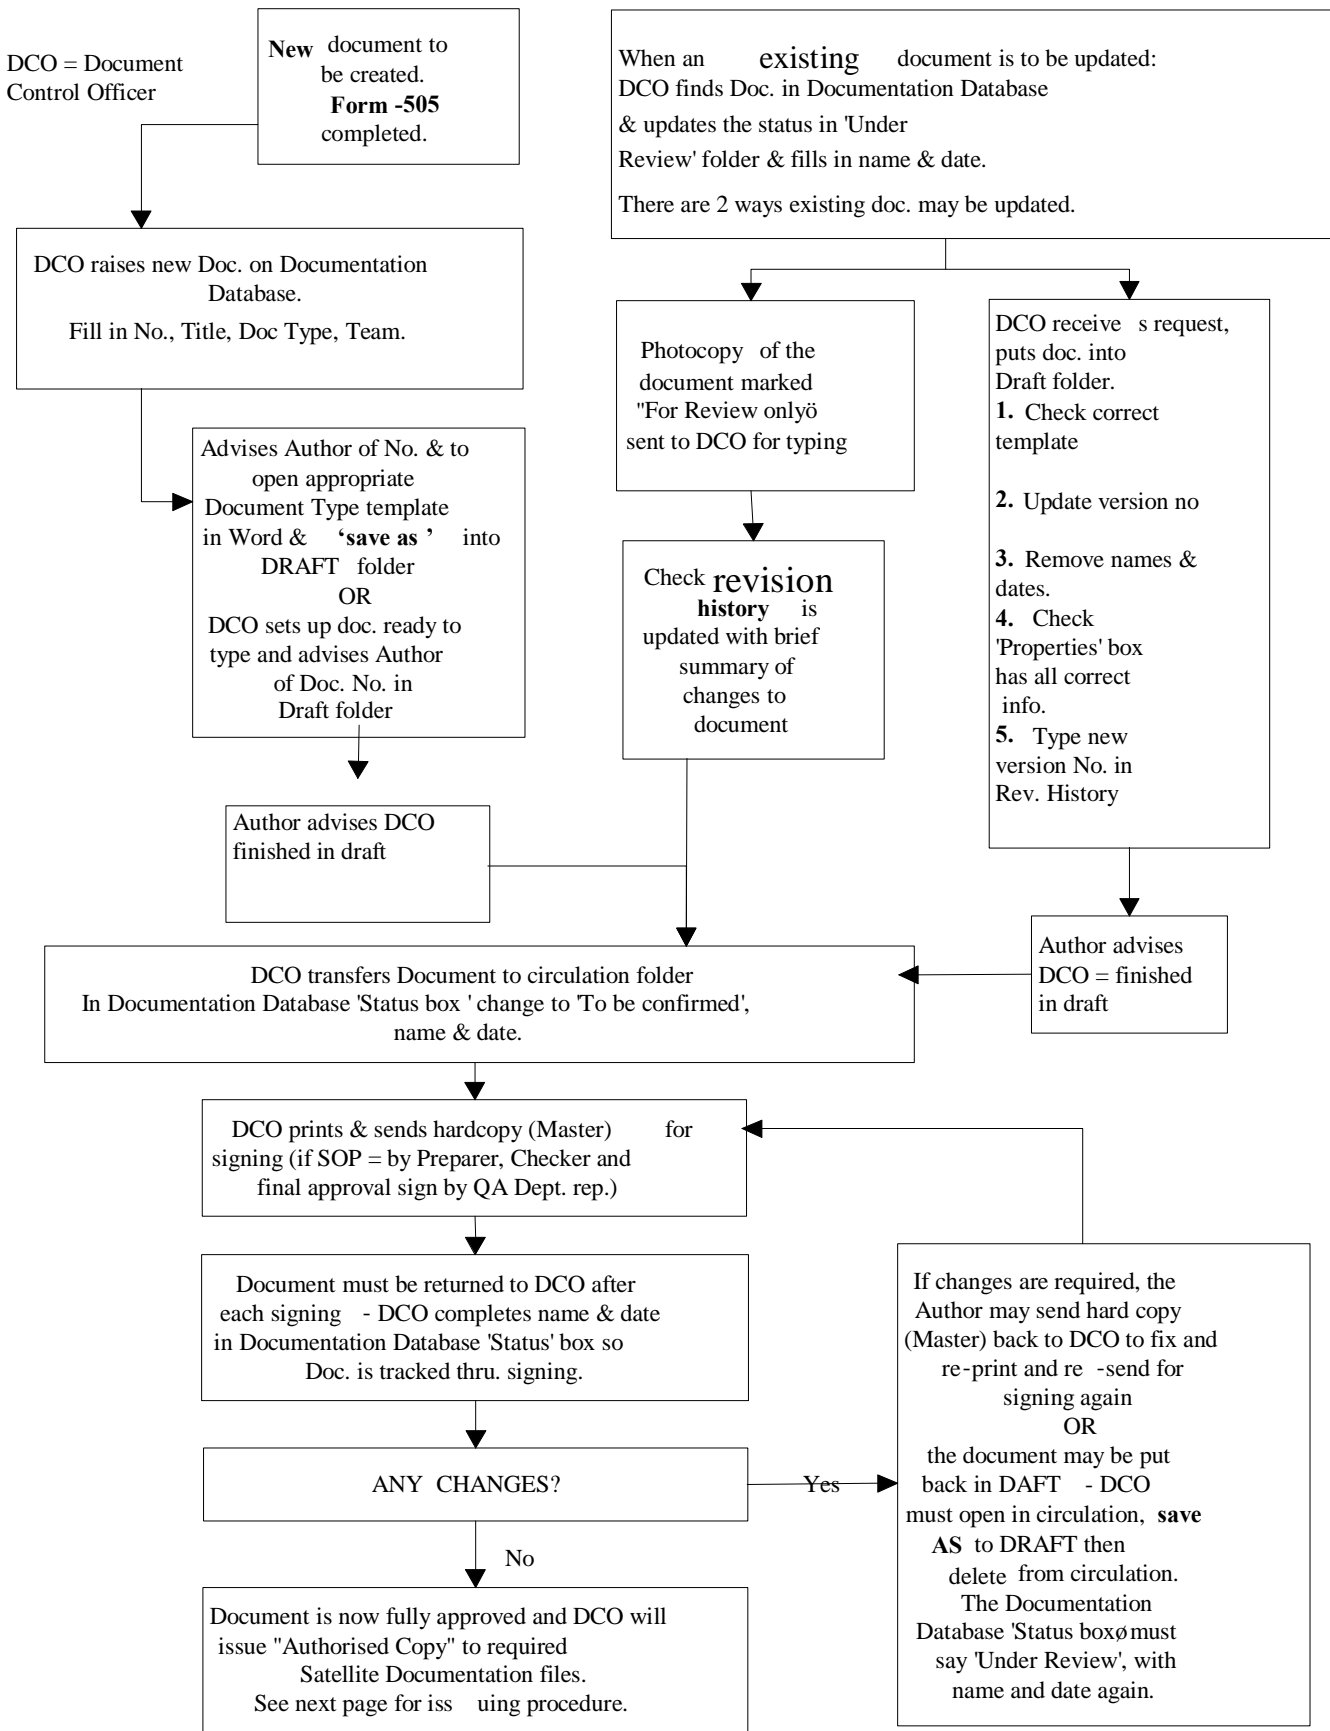 DCO = Document
Control Officer
New document to
be created.
Form -505
completed.
When an existing document is to be updated:
DCO finds Doc. in Documentation Database
& updates the status in 'Under
Review' folder & fills in name & date.
There are 2 ways existing doc. may be updated.
DCO raises new Doc. on Documentation
Database.
Fill in No., Title, Doc Type, Team.
Advises Author of No. & to
open appropriate
Document Type template
in Word & ‘save as ’ into
DRAFT folder
OR
DCO sets up doc. ready to
type and advises Author
of Doc. No. in
Draft folder
Author advises DCO
finished in draft
Photocopy of the
document marked
"For Review onlyö
sent to DCO for typing
Check revision
history is
updated with brief
summary of
changes to
document
DCO receive s request,
puts doc. into
Draft folder.
1. Check correct
template
2. Update version no
3. Remove names &
dates.
4. Check
'Properties' box
has all correct
info.
5. Type new
version No. in
Rev. History
Author advises
DCO = finished
in draft
DCO transfers Document to circulation folder
In Documentation Database 'Status box ' change to 'To be confirmed',
name & date.
DCO prints & sends hardcopy (Master) for
signing (if SOP = by Preparer, Checker and
final approval sign by QA Dept. rep.)
Document must be returned to DCO after
each signing - DCO completes name & date
in Documentation Database 'Status' box so
Doc. is tracked thru. signing.
ANY CHANGES?
Yes
No
If changes are required, the
Author may send hard copy
(Master) back to DCO to fix and
re-print and re -send for
signing again
OR
the document may be put
back in DAFT - DCO
must open in circulation, save
AS to DRAFT then
delete from circulation.
The Documentation
Database 'Status boxø must
say 'Under Review', with
name and date again.
Document is now fully approved and DCO will
issue "Authorised Copy" to required
Satellite Documentation files.
See next page for iss uing procedure.